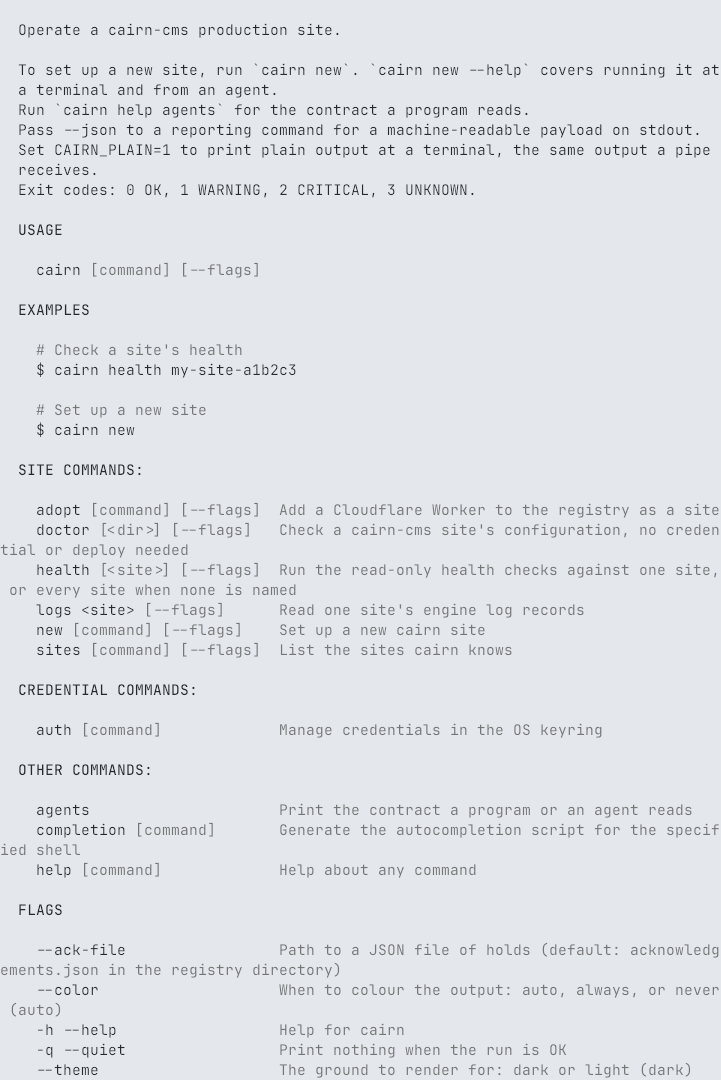 Operate a cairn-cms production site.
To set up a new site, run `cairn new`. `cairn new --help` covers running it at
a terminal and from an agent.
Run `cairn help agents` for the contract a program reads.
Pass --json to a reporting command for a machine-readable payload on stdout.
Set CAIRN_PLAIN=1 to print plain output at a terminal, the same output a pipe
receives.
Exit codes: 0 OK, 1 WARNING, 2 CRITICAL, 3 UNKNOWN.
USAGE
cairn [command] [--flags]
EXAMPLES
# Check a site's health
$ cairn health my-site-a1b2c3
# Set up a new site
$ cairn new
SITE COMMANDS:
adopt [command] [--flags]  Add a Cloudflare Worker to the registry as a site
doctor [<dir>] [--flags]   Check a cairn-cms site's configuration, no creden
tial or deploy needed
health [<site>] [--flags]  Run the read-only health checks against one site,
or every site when none is named
logs <site> [--flags]      Read one site's engine log records
new [command] [--flags]    Set up a new cairn site
sites [command] [--flags]  List the sites cairn knows
CREDENTIAL COMMANDS:
auth [command]             Manage credentials in the OS keyring
OTHER COMMANDS:
agents                     Print the contract a program or an agent reads
completion [command]       Generate the autocompletion script for the specif
ied shell
help [command]             Help about any command
FLAGS
--ack-file                 Path to a JSON file of holds (default: acknowledg
ements.json in the registry directory)
--color                    When to colour the output: auto, always, or never
(auto)
-h --help                  Help for cairn
-q --quiet                 Print nothing when the run is OK
--theme                    The ground to render for: dark or light (dark)